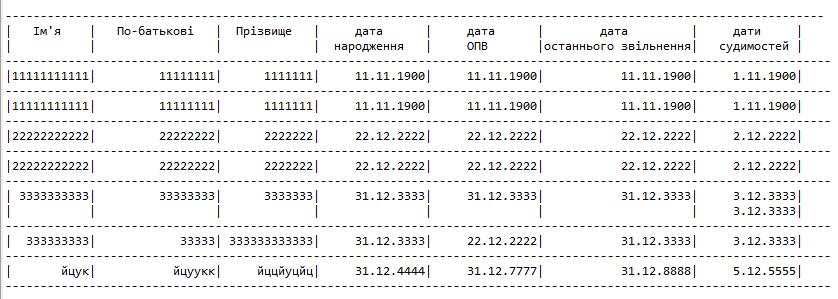 | Ім'я | По-батькові | Прізвище | дата | дата | дата | дати |
| | | | народження | ОПВ |останнього звільнення| судимостей |
|11111111111| 11111111| 1111111| 11.11.1900| 11.11.1900| 11.11.1900| 1.11.1900|
|11111111111| 11111111| 1111111| 11.11.1900| 11.11.1900| 11.11.1900| 1.11.1900|
|22222222222| 22222222| 2222222| 22.12.2222| 22.12.2222| 22.12.2222| 2.12.2222|
|22222222222| 22222222| 2222222| 22.12.2222| 22.12.2222| 22.12.2222| 2.12.2222|
| 3333333333| 33333333| 3333333| 31.12.3333| 31.12.3333| 31.12.3333| 3.12.3333|
| | | | | | | 3.12.3333|
| 333333333| 33333| 333333333333| 31.12.3333| 22.12.2222| 31.12.3333| 3.12.3333|
| йцук| йцуукк| йццйуцйц| 31.12.4444| 31.12.7777| 31.12.8888| 5.12.5555|